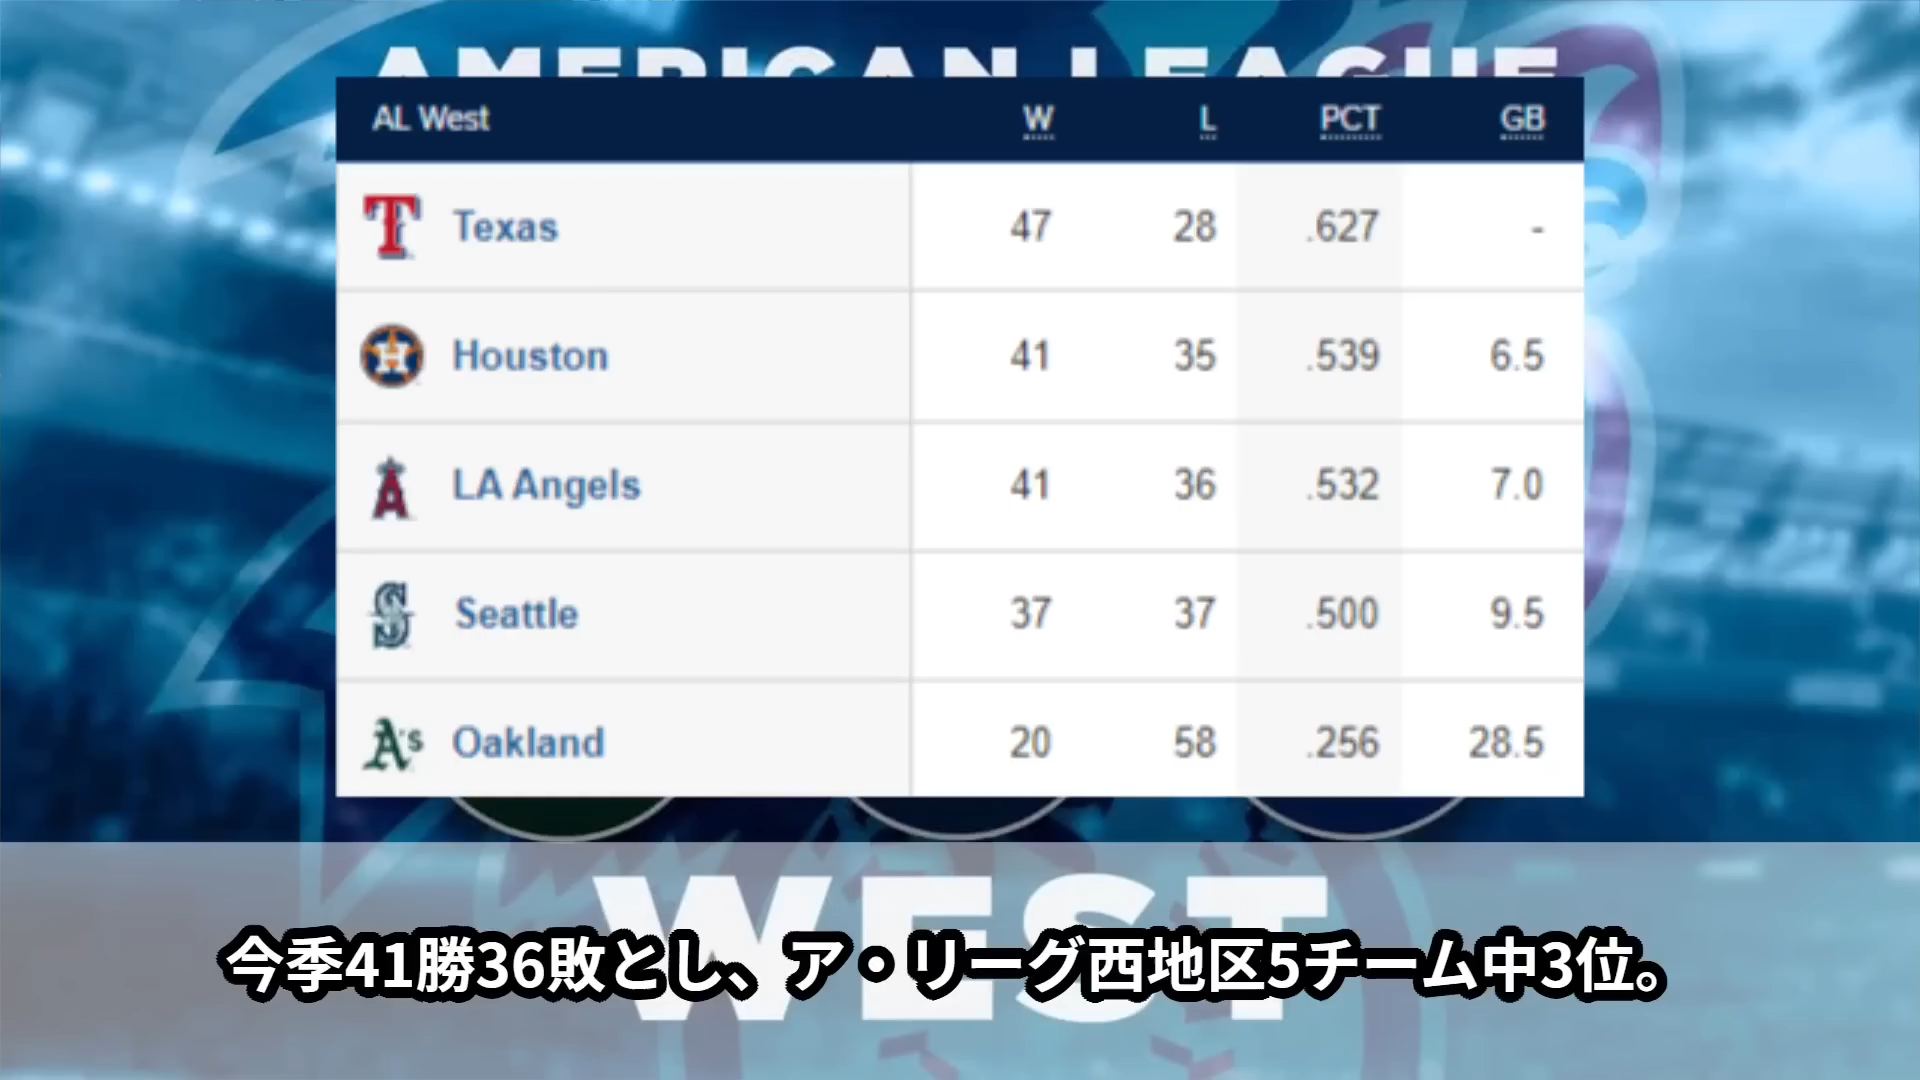 AMERICAN LEAGUE
AL West W L PCT GB
Texas 47 28 .627 -
Houston 41 35 .539 6.5
LA Angels 41 36 .532 7.0
Seattle 37 37 .500 9.5
A's Oakland 20 58 .256 28.5
WEST
今季41勝36敗とし、ア・リーグ西地区5チーム中3位。